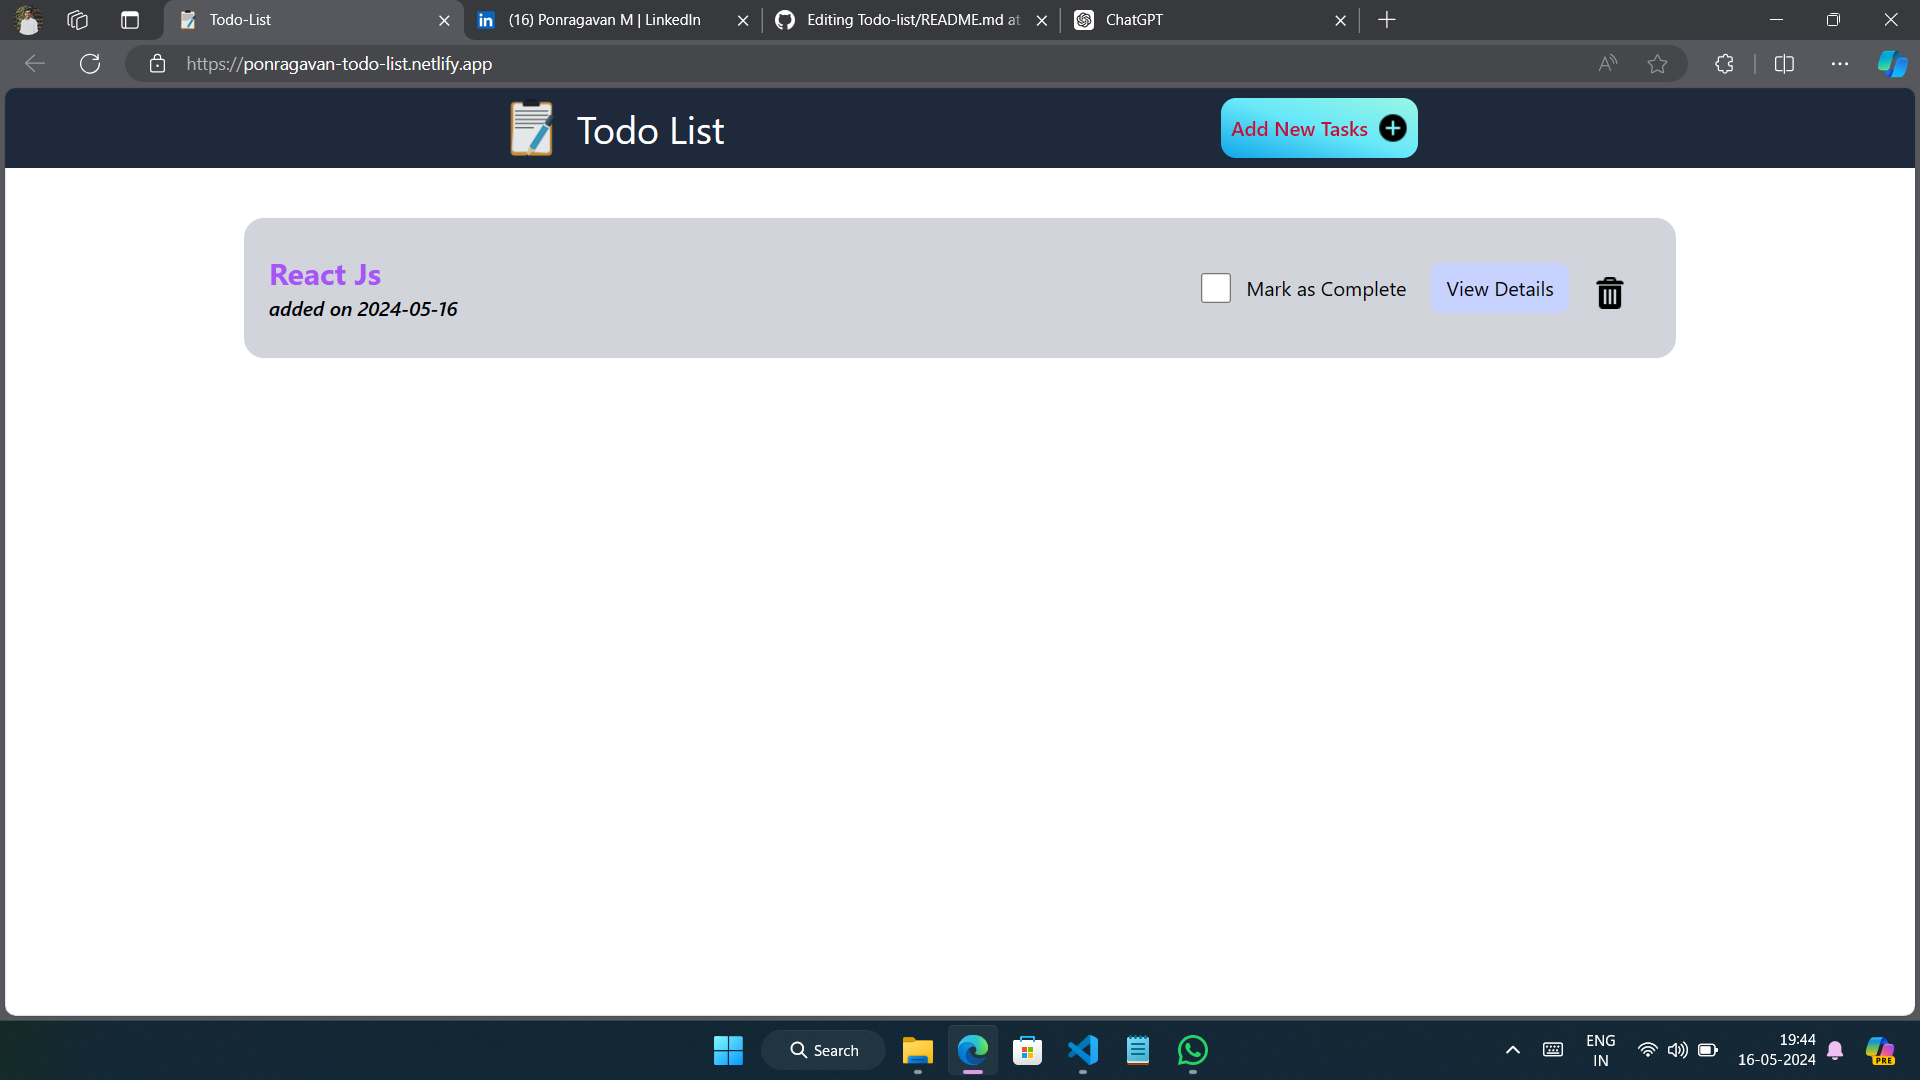 Todo-List
(16) Ponragavan M | LinkedIn
Editing Todo-list/README.md at
ChatGPT
https://ponragavan-todo-list.netlify.app
Todo List
Add New Tasks
React Js
added on 2024-05-16
Mark as Complete
View Details
Search
ENG
IN
19:44
16-05-2024
PRE